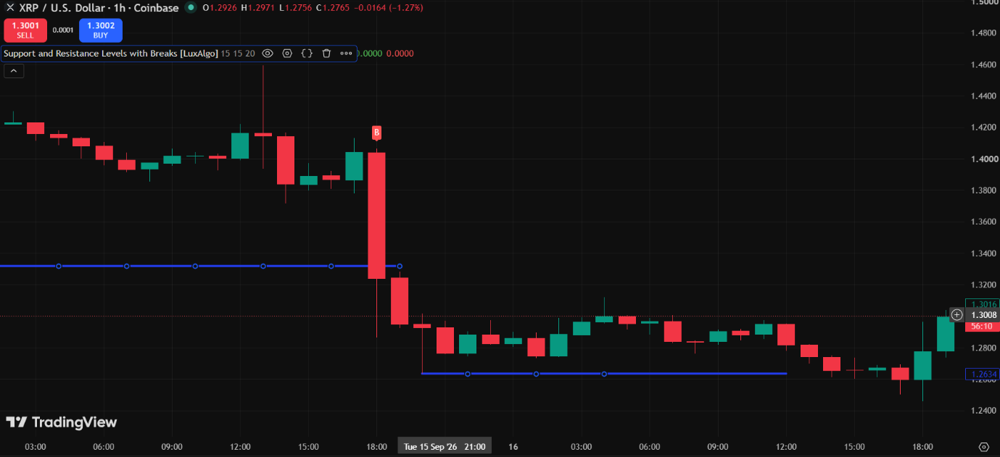 XRP / U.S. Dollar · 1h · Coinbase O1.2926 H1.2971 L1.2756 C1.2765 −0.0164 (−1.27%)
1.3001
SELL
0.0001
1.3002
BUY
Support and Resistance Levels with Breaks [LuxAlgo] 15 15 20 0.0000 0.0000
B
1.5000
1.4800
1.4600
1.4400
1.4200
1.4000
1.3800
1.3600
1.3400
1.3200
1.3016
1.3008
56:10
1.2800
1.2634
1.2600
1.2400
TradingView
03:00 06:00 09:00 12:00 15:00 18:00 Tue 15 Sep '26 21:00 16 03:00 06:00 09:00 12:00 15:00 18:00